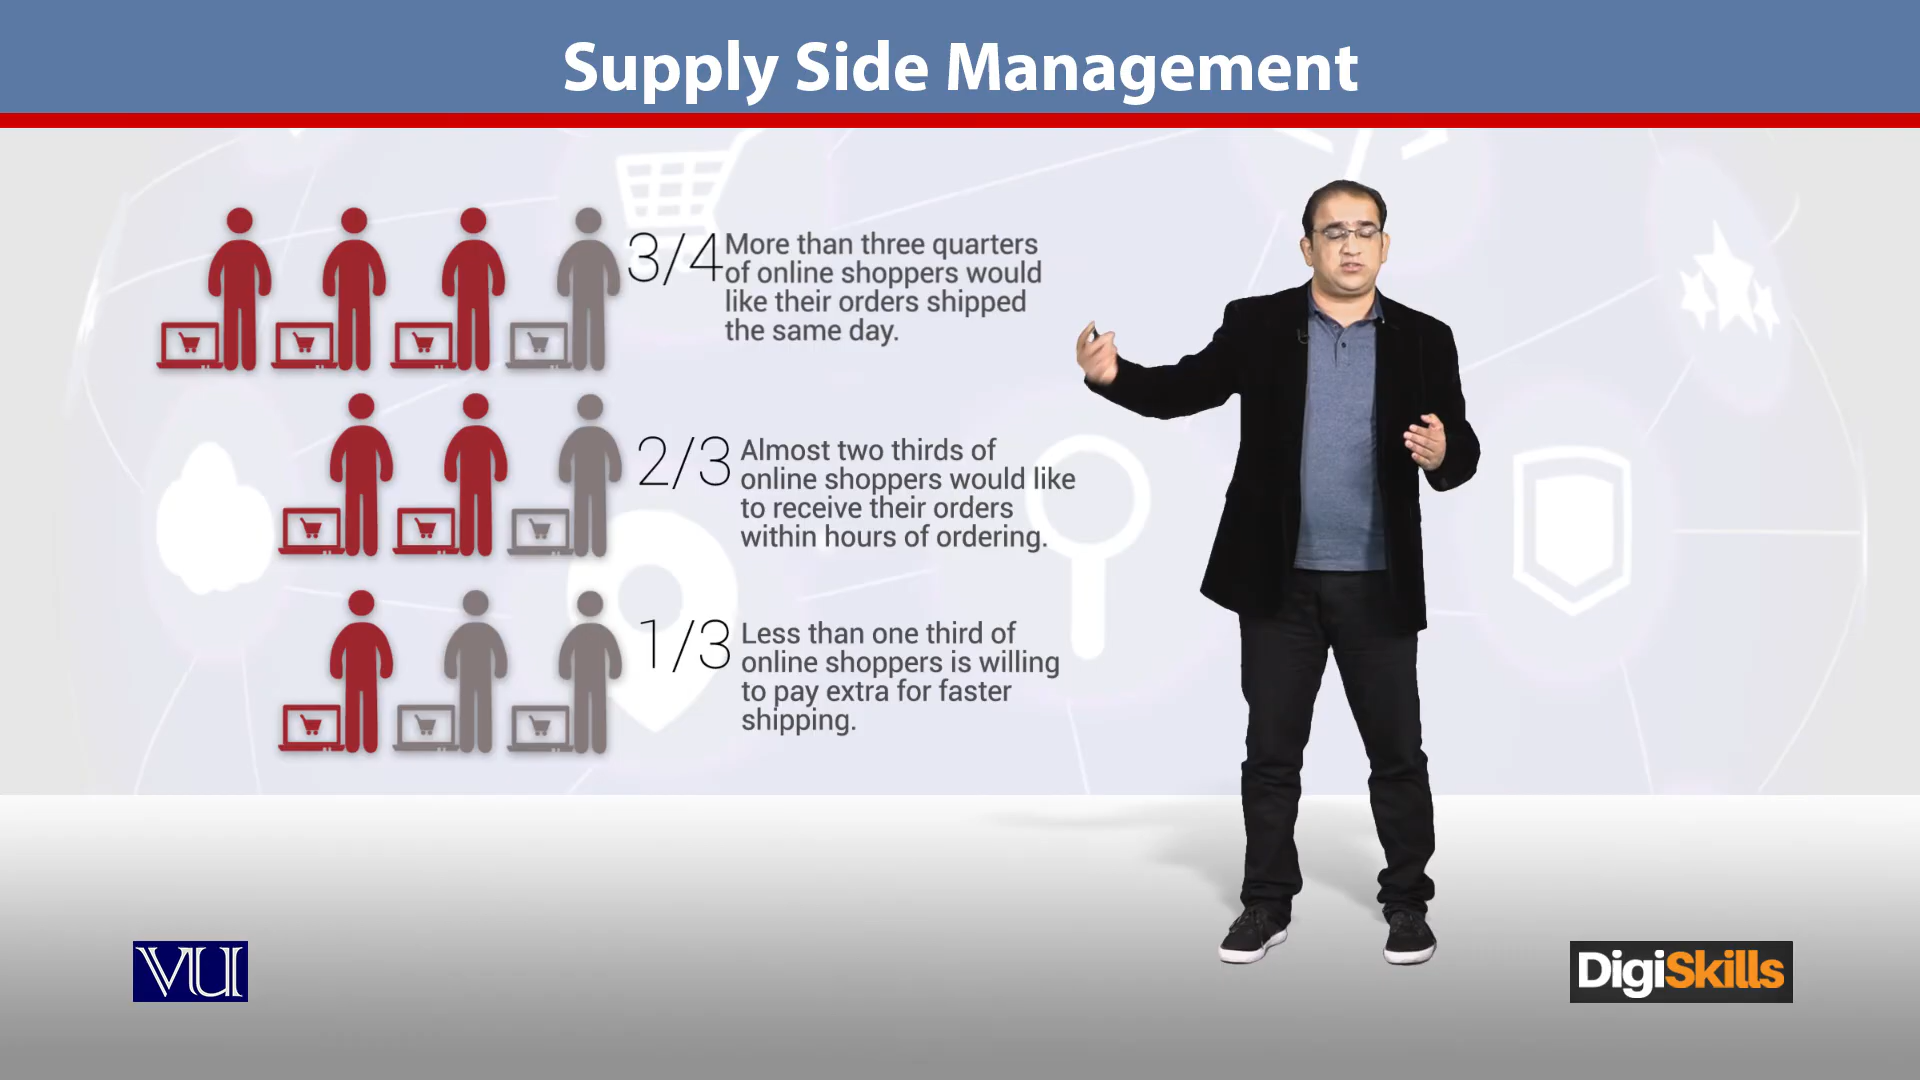 Supply Side Management
3/4
More than three quarters
of online shoppers would
like their orders shipped
the same day.
2/3
Almost two thirds of
online shoppers would like
to receive their orders
within hours of ordering.
1/3
Less than one third of
online shoppers is willing
to pay extra for faster
shipping.
VU
DigiSkills